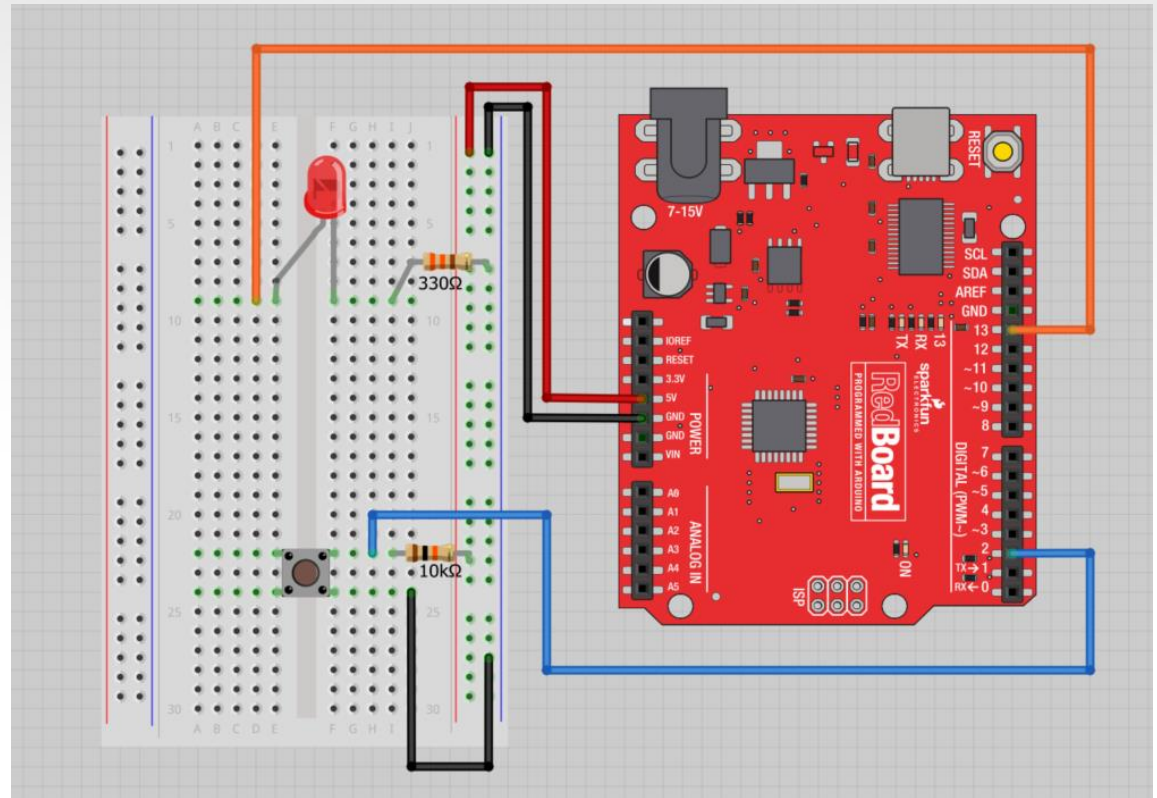 A B C D E F G H I J
1 1
5 5
10 10
15 15
20 20
25 25
30 30
A B C D E F G H I J
330Ω
10kΩ
7-15V
RESET
SCL
SDA
AREF
GND
13
12
~11
~10
~9
~8
7
~6
~5
4
~3
2
TX→1
RX←0
DIGITAL (PWM~)
TX
RX
13
sparkfun
ELECTRONICS
RedBoard
PROGRAMMED WITH ARDUINO
IOREF
RESET
3.3V
5V
GND
GND
VIN
POWER
A0
A1
A2
A3
A4
A5
ANALOG IN
ON
ISP